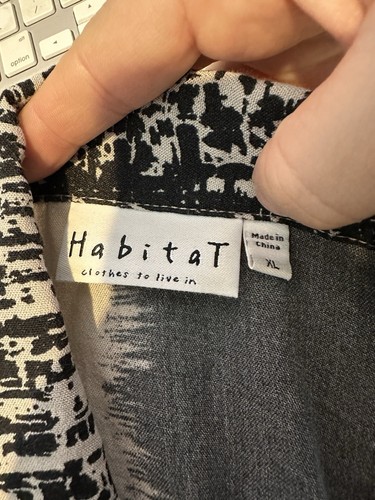 option
HabitaT
clothes to live in
Made in
China
XL